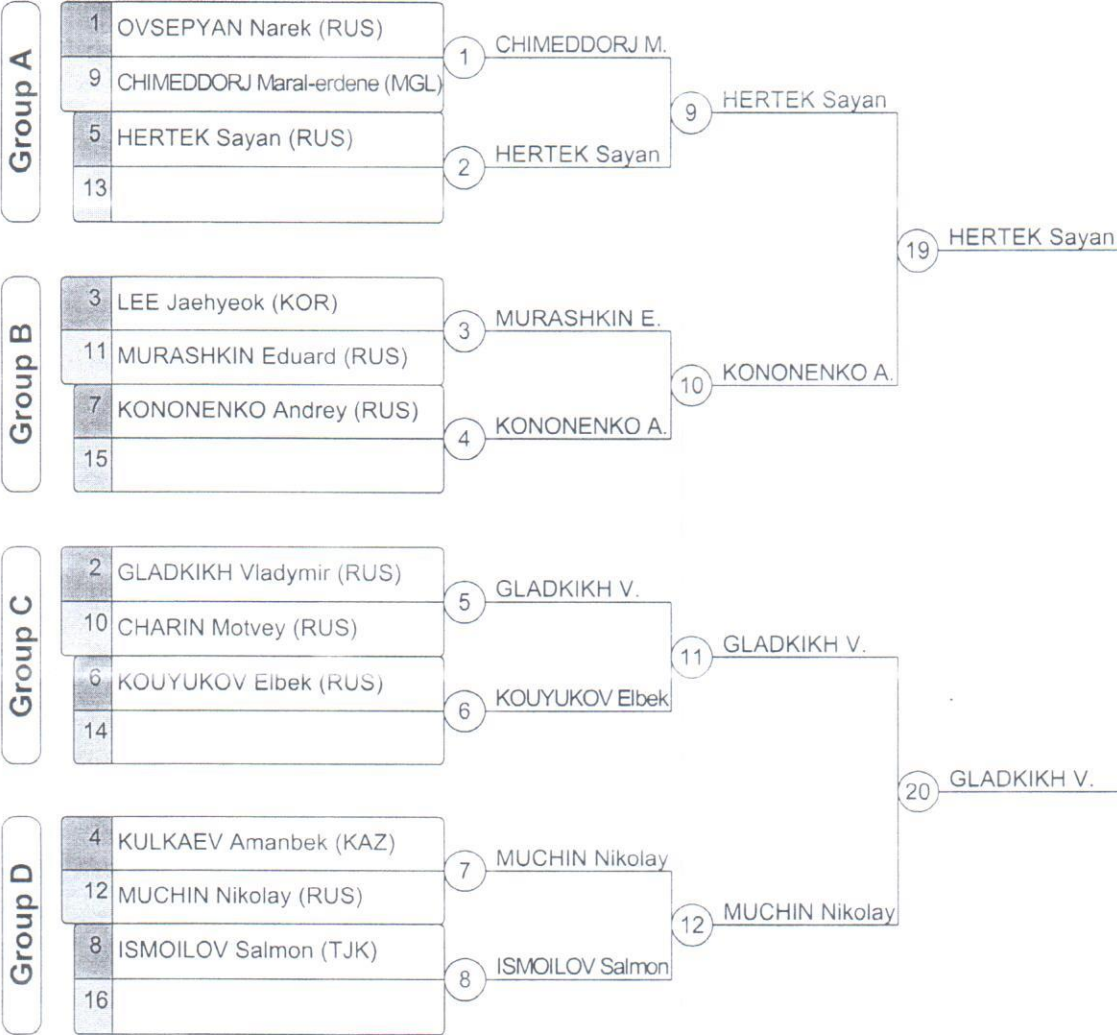 Group A
1 OVSEPYAN Narek (RUS)
9 CHIMEDDORJ Maral-erdene (MGL)
5 HERTEK Sayan (RUS)
13
1 CHIMEDDORJ M.
2 HERTEK Sayan
9 HERTEK Sayan
Group B
3 LEE Jaehyeok (KOR)
11 MURASHKIN Eduard (RUS)
7 KONONENKO Andrey (RUS)
15
3 MURASHKIN E.
4 KONONENKO A.
10 KONONENKO A.
19 HERTEK Sayan
Group C
2 GLADKIKH Vladymir (RUS)
10 CHARIN Motvey (RUS)
6 KOUYUKOV Elbek (RUS)
14
5 GLADKIKH V.
6 KOUYUKOV Elbek
11 GLADKIKH V.
Group D
4 KULKAEV Amanbek (KAZ)
12 MUCHIN Nikolay (RUS)
8 ISMOILOV Salmon (TJK)
16
7 MUCHIN Nikolay
8 ISMOILOV Salmon
12 MUCHIN Nikolay
20 GLADKIKH V.